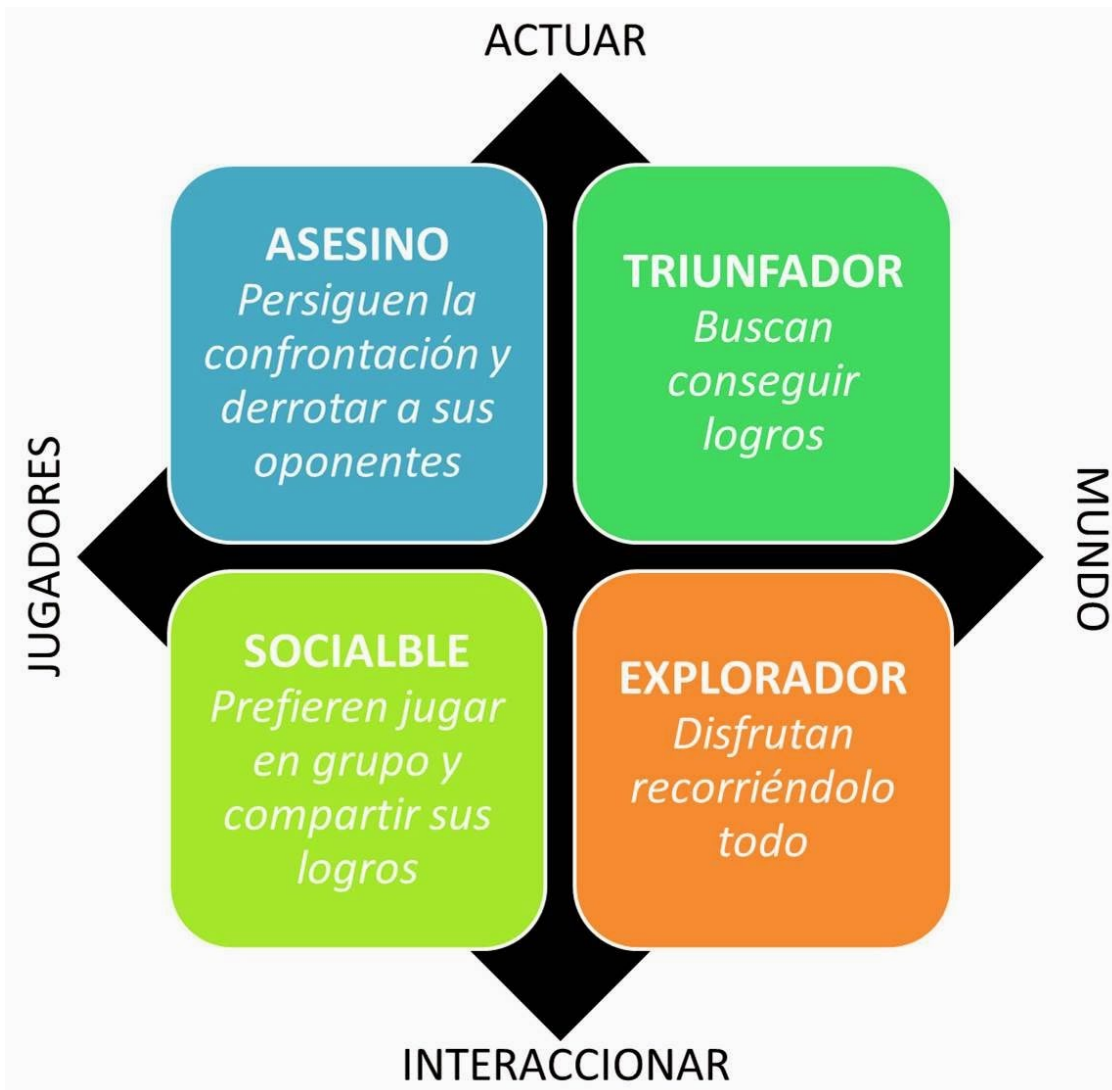 ACTUAR
ASESINO
Persiguen la
confrontación y
derrotar a sus
oponentes
TRIUNFADOR
Buscan
conseguir
logros
JUGADORES
MUNDO
SOCIALBLE
Prefieren jugar
en grupo y
compartir sus
logros
EXPLORADOR
Disfrutan
recorriéndolo
todo
INTERACCIONAR